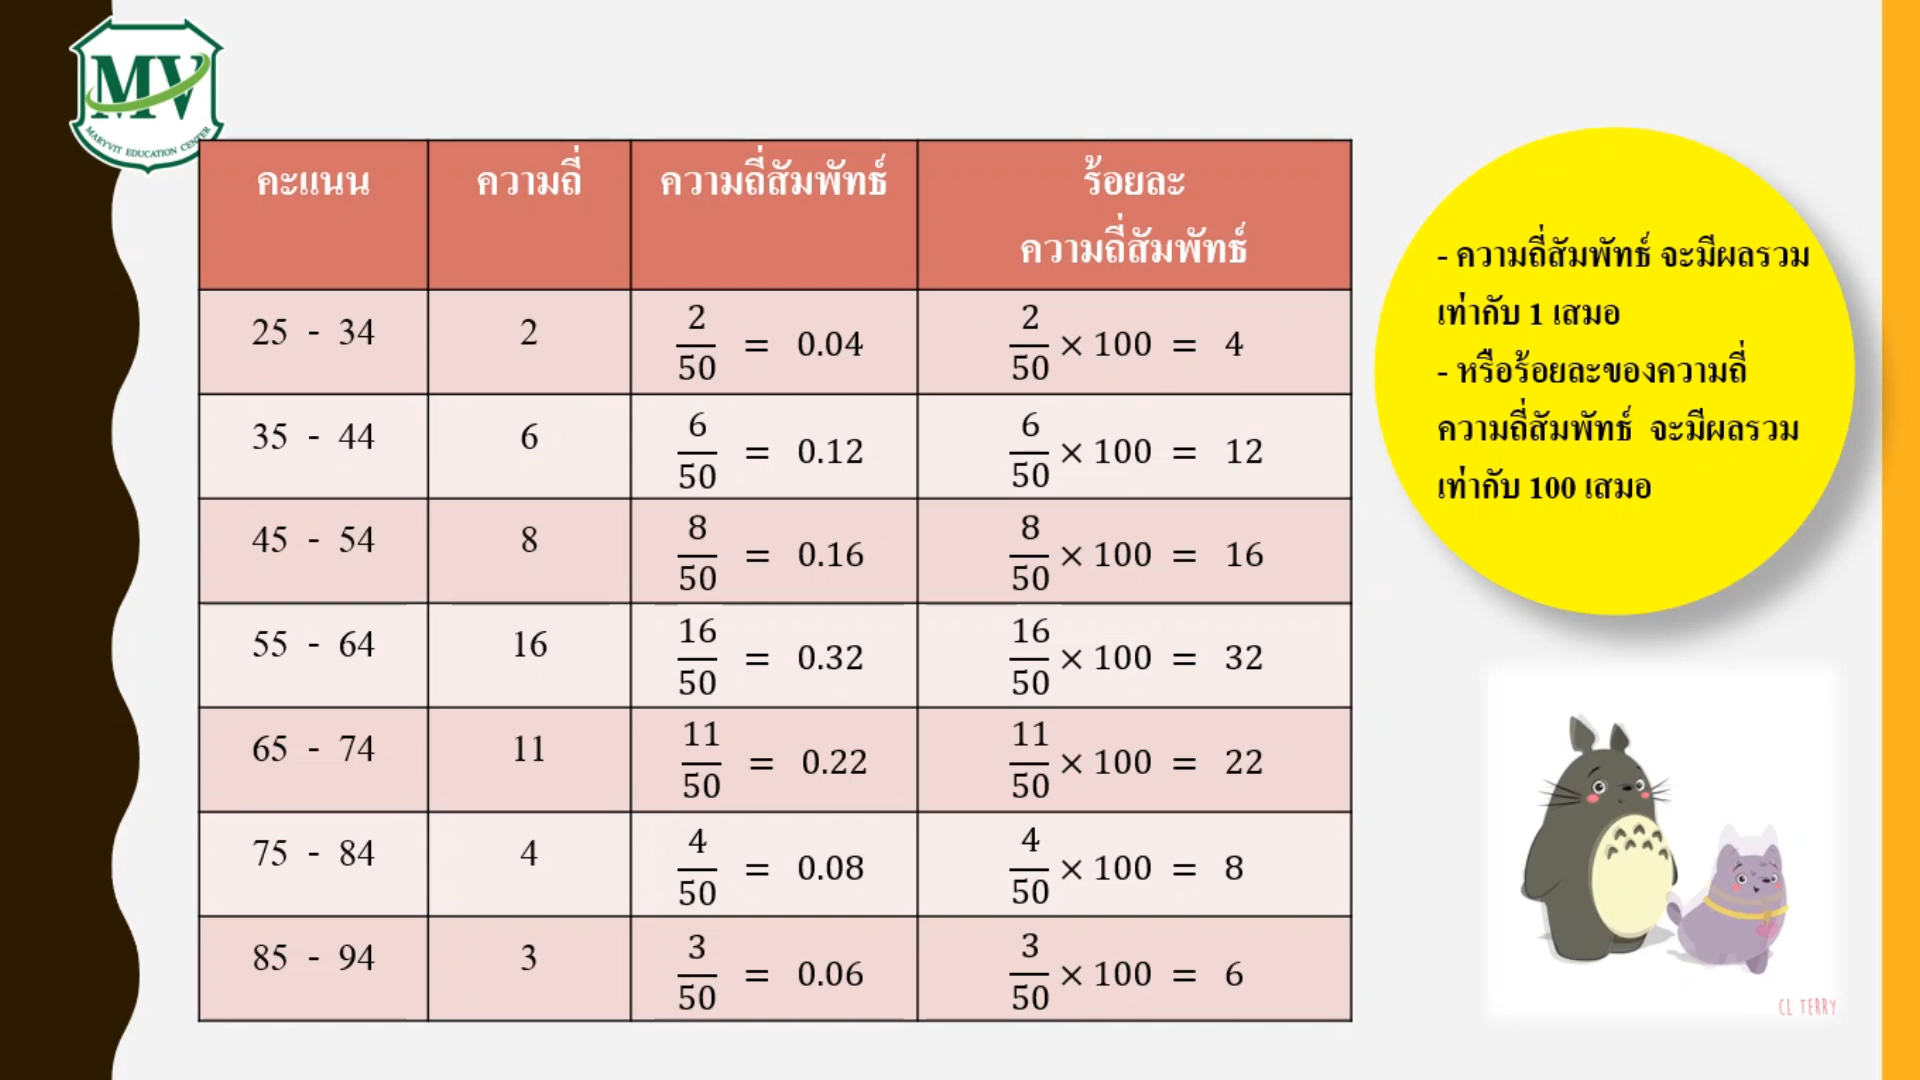 MV
MARYVIT EDUCATION CENTER
คะแนน ความถี่ ความถี่สัมพัทธ์ ร้อยละ
ความถี่สัมพัทธ์
25 - 34 2 2/50 = 0.04 2/50 × 100 = 4
35 - 44 6 6/50 = 0.12 6/50 × 100 = 12
45 - 54 8 8/50 = 0.16 8/50 × 100 = 16
55 - 64 16 16/50 = 0.32 16/50 × 100 = 32
65 - 74 11 11/50 = 0.22 11/50 × 100 = 22
75 - 84 4 4/50 = 0.08 4/50 × 100 = 8
85 - 94 3 3/50 = 0.06 3/50 × 100 = 6
- ความถี่สัมพัทธ์ จะมีผลรวม
เท่ากับ 1 เสมอ
- หรือร้อยละของความถี่
ความถี่สัมพัทธ์ จะมีผลรวม
เท่ากับ 100 เสมอ
CL TERRY